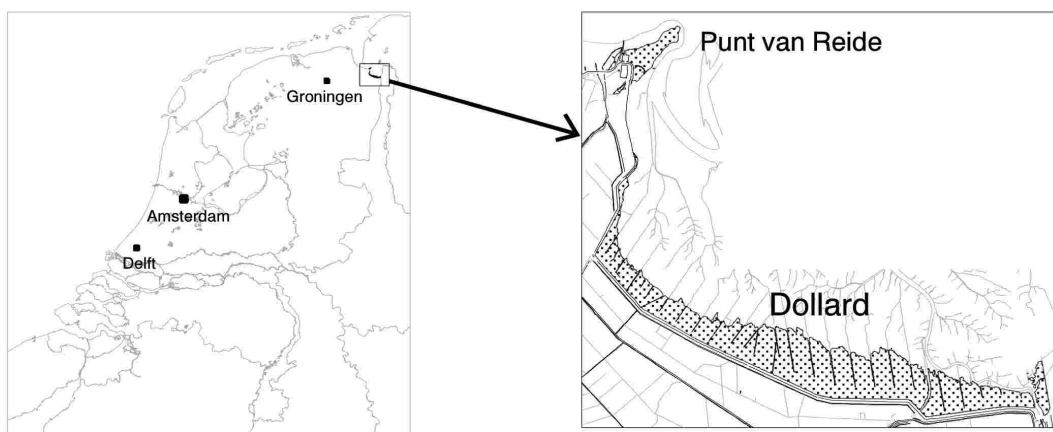 Groningen
Amsterdam
Delft
Punt van Reide
Dollard